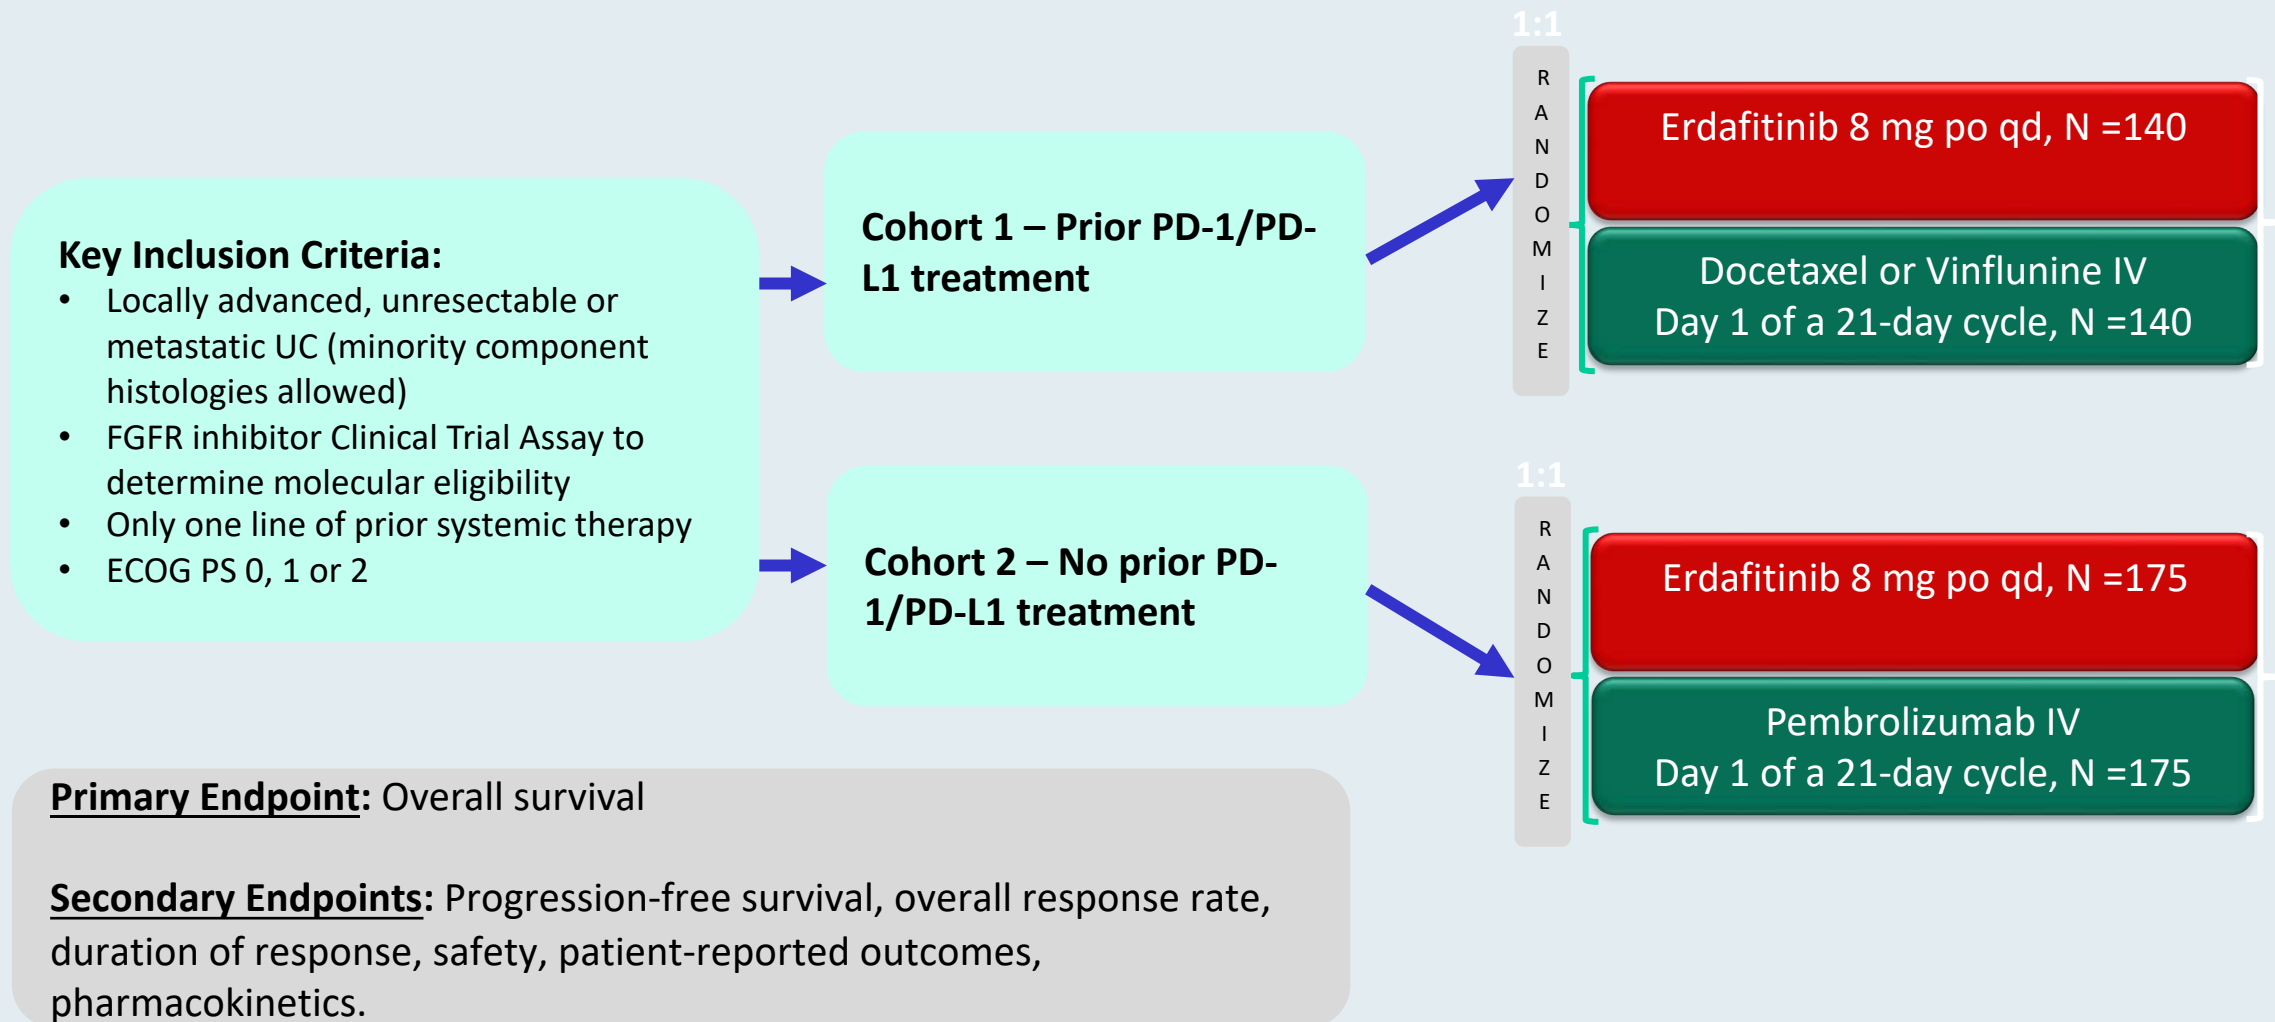 Key Inclusion Criteria:
• Locally advanced, unresectable or
metastatic UC (minority component
histologies allowed)
• FGFR inhibitor Clinical Trial Assay to
determine molecular eligibility
• Only one line of prior systemic therapy
• ECOG PS 0, 1 or 2
Cohort 1 – Prior PD-1/PD-
L1 treatment
1:1
R
A
N
D
O
M
I
Z
E
Erdafitinib 8 mg po qd, N =140
Docetaxel or Vinflunine IV
Day 1 of a 21-day cycle, N =140
Cohort 2 – No prior PD-
1/PD-L1 treatment
1:1
R
A
N
D
O
M
I
Z
E
Erdafitinib 8 mg po qd, N =175
Pembrolizumab IV
Day 1 of a 21-day cycle, N =175
Primary Endpoint: Overall survival
Secondary Endpoints: Progression-free survival, overall response rate,
duration of response, safety, patient-reported outcomes,
pharmacokinetics.